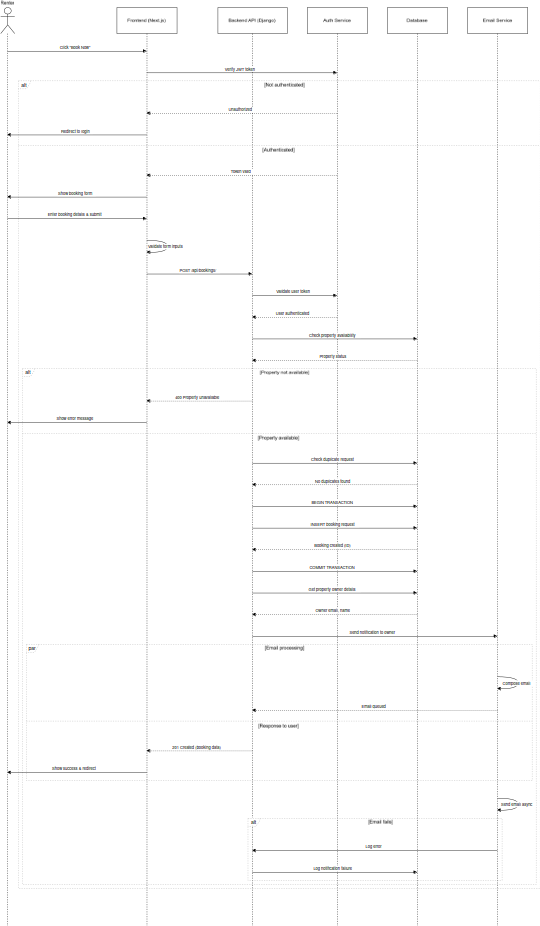 Renter
Frontend (Next.js)
Backend API (Django)
Auth Service
Database
Email Service
Click "Book Now"
Verify JWT token
alt
[Not authenticated]
Unauthorized
Redirect to login
[Authenticated]
Token valid
Show booking form
Enter booking details & submit
Validate form inputs
POST /api/bookings/
Validate user token
User authenticated
Check property availability
Property status
alt
[Property not available]
400 Property unavailable
Show error message
[Property available]
Check duplicate request
No duplicates found
BEGIN TRANSACTION
INSERT booking request
Booking created (ID)
COMMIT TRANSACTION
Get property owner details
Owner email, name
Send notification to owner
par
[Email processing]
Compose email
Email queued
[Response to user]
201 Created (booking data)
Show success & redirect
Send email async
alt
[Email fails]
Log error
Log notification failure